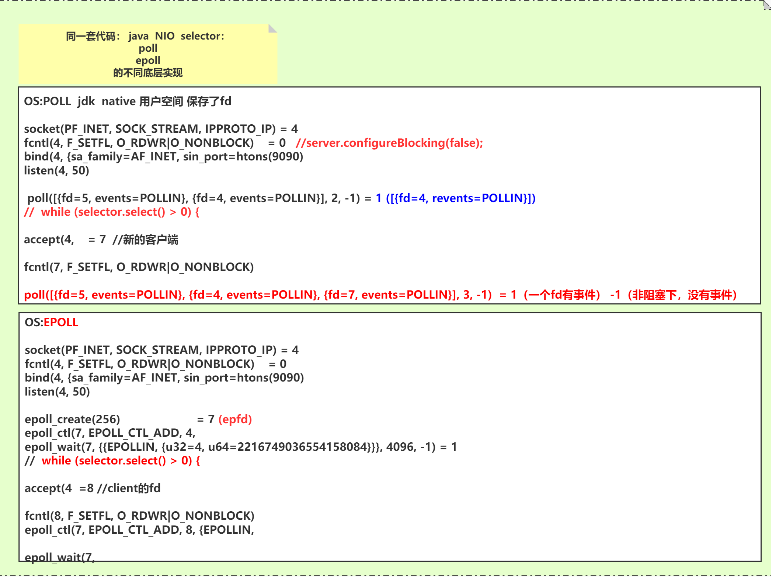 同一套代码： java NIO selector：
poll
epoll
的不同底层实现
OS:POLL jdk native 用户空间 保存了fd
socket(PF_INET, SOCK_STREAM, IPPROTO_IP) = 4
fcntl(4, F_SETFL, O_RDWR|O_NONBLOCK) = 0 //server.configureBlocking(false);
bind(4, {sa_family=AF_INET, sin_port=htons(9090)
listen(4, 50)
poll([{fd=5, events=POLLIN}, {fd=4, events=POLLIN}], 2, -1) = 1 ([{fd=4, revents=POLLIN}])
// while (selector.select() > 0) {
accept(4, = 7 //新的客户端
fcntl(7, F_SETFL, O_RDWR|O_NONBLOCK)
poll([{fd=5, events=POLLIN}, {fd=4, events=POLLIN}, {fd=7, events=POLLIN}], 3, -1) = 1（一个fd有事件） -1（非阻塞下，没有事件）
OS:EPOLL
socket(PF_INET, SOCK_STREAM, IPPROTO_IP) = 4
fcntl(4, F_SETFL, O_RDWR|O_NONBLOCK) = 0
bind(4, {sa_family=AF_INET, sin_port=htons(9090)
listen(4, 50)
epoll_create(256) = 7 (epfd)
epoll_ctl(7, EPOLL_CTL_ADD, 4,
epoll_wait(7, {{EPOLLIN, {u32=4, u64=2216749036554158084}}}, 4096, -1) = 1
// while (selector.select() > 0) {
accept(4 =8 //client的fd
fcntl(8, F_SETFL, O_RDWR|O_NONBLOCK)
epoll_ctl(7, EPOLL_CTL_ADD, 8, {EPOLLIN,
epoll_wait(7,